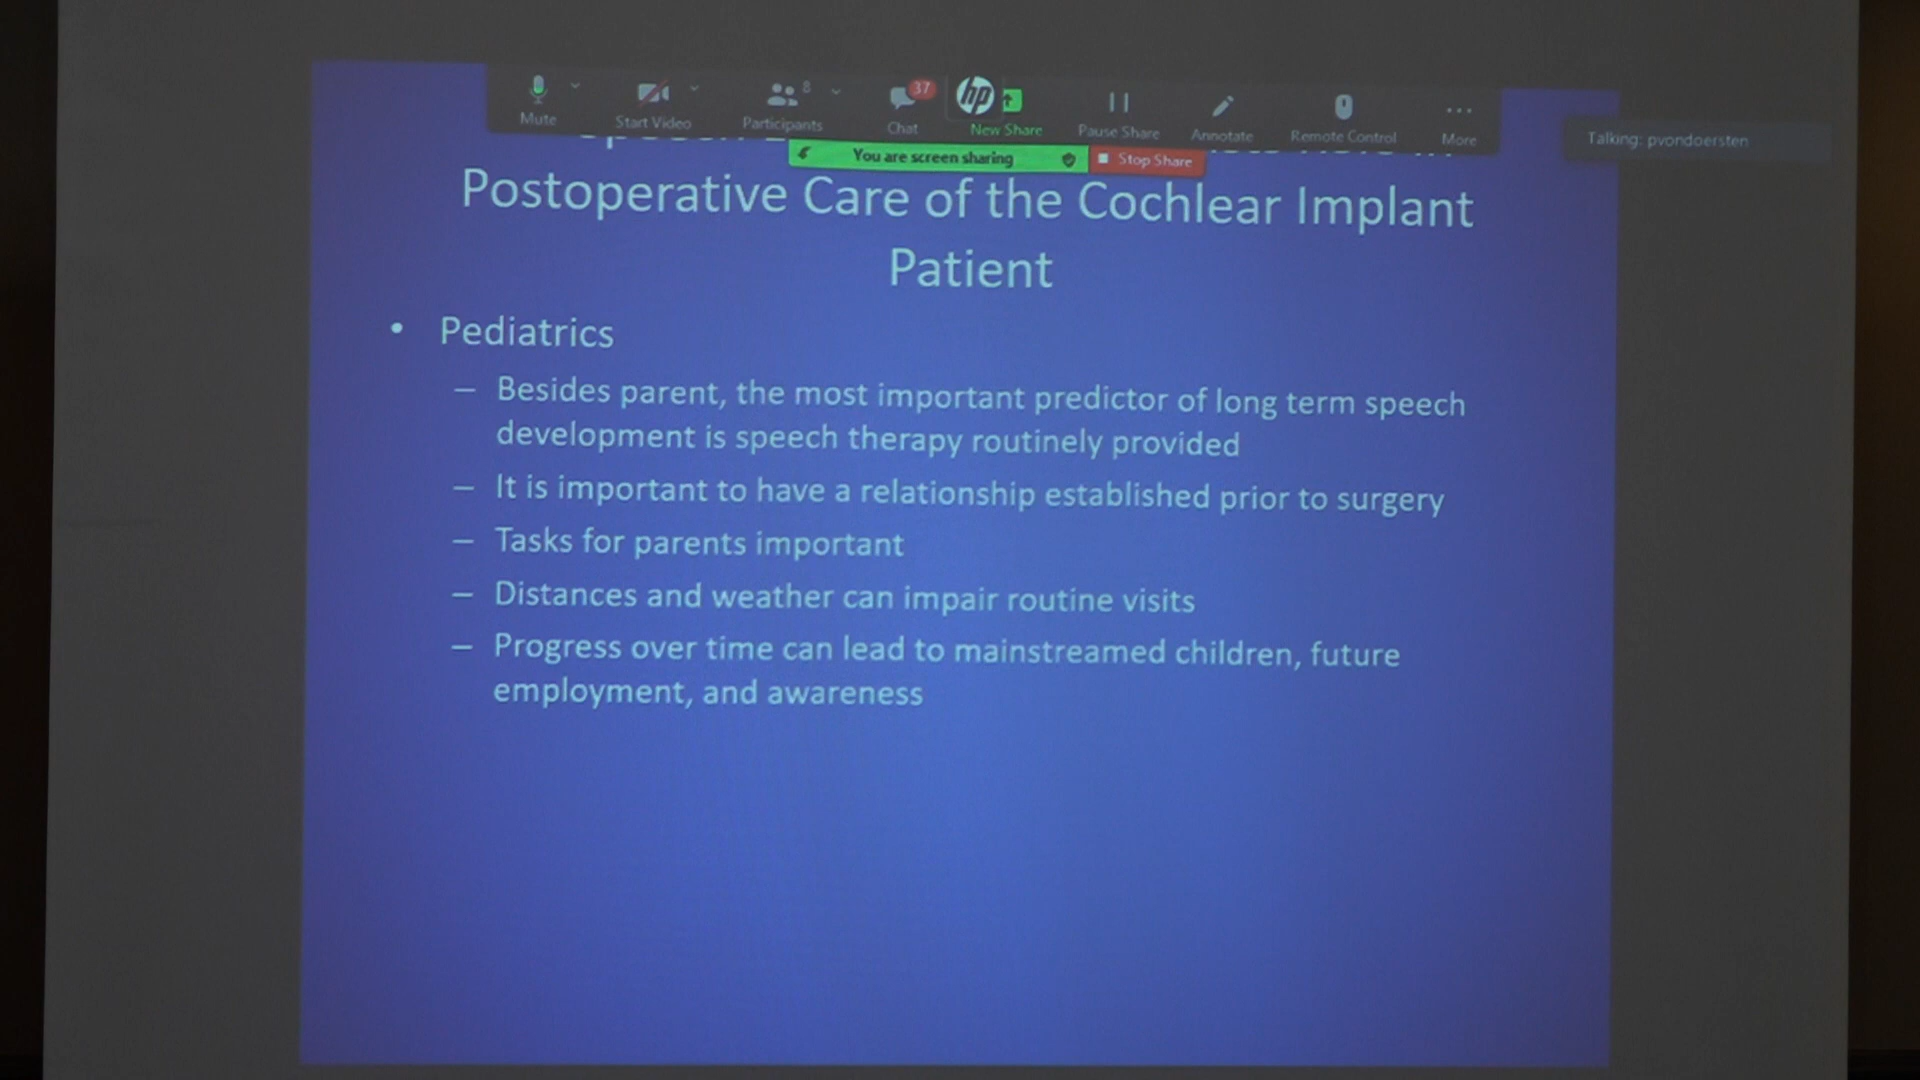 8
37
hp
Mute
Start Video
Participants
Chat
New Share
Pause Share
Annotate
Remote Control
More
Talking: pvondoersten
You are screen sharing
Stop Share
Postoperative Care of the Cochlear Implant
Patient
• Pediatrics
– Besides parent, the most important predictor of long term speech
development is speech therapy routinely provided
– It is important to have a relationship established prior to surgery
– Tasks for parents important
– Distances and weather can impair routine visits
– Progress over time can lead to mainstreamed children, future
employment, and awareness